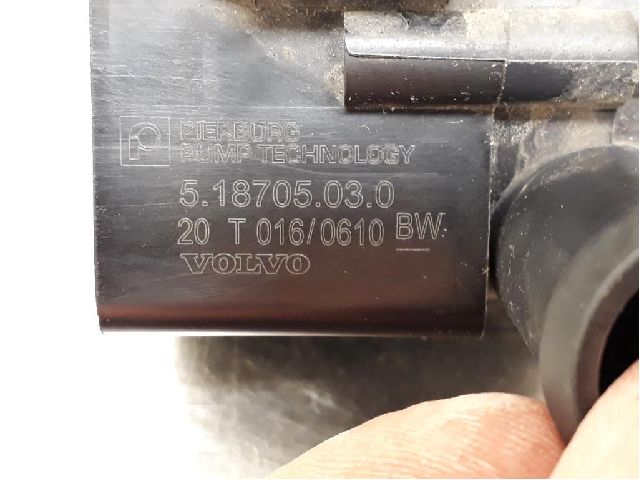 PIERBURG
PUMP TECHNOLOGY
5.18705.03.0
20 T 016/0610 BW
VOLVO